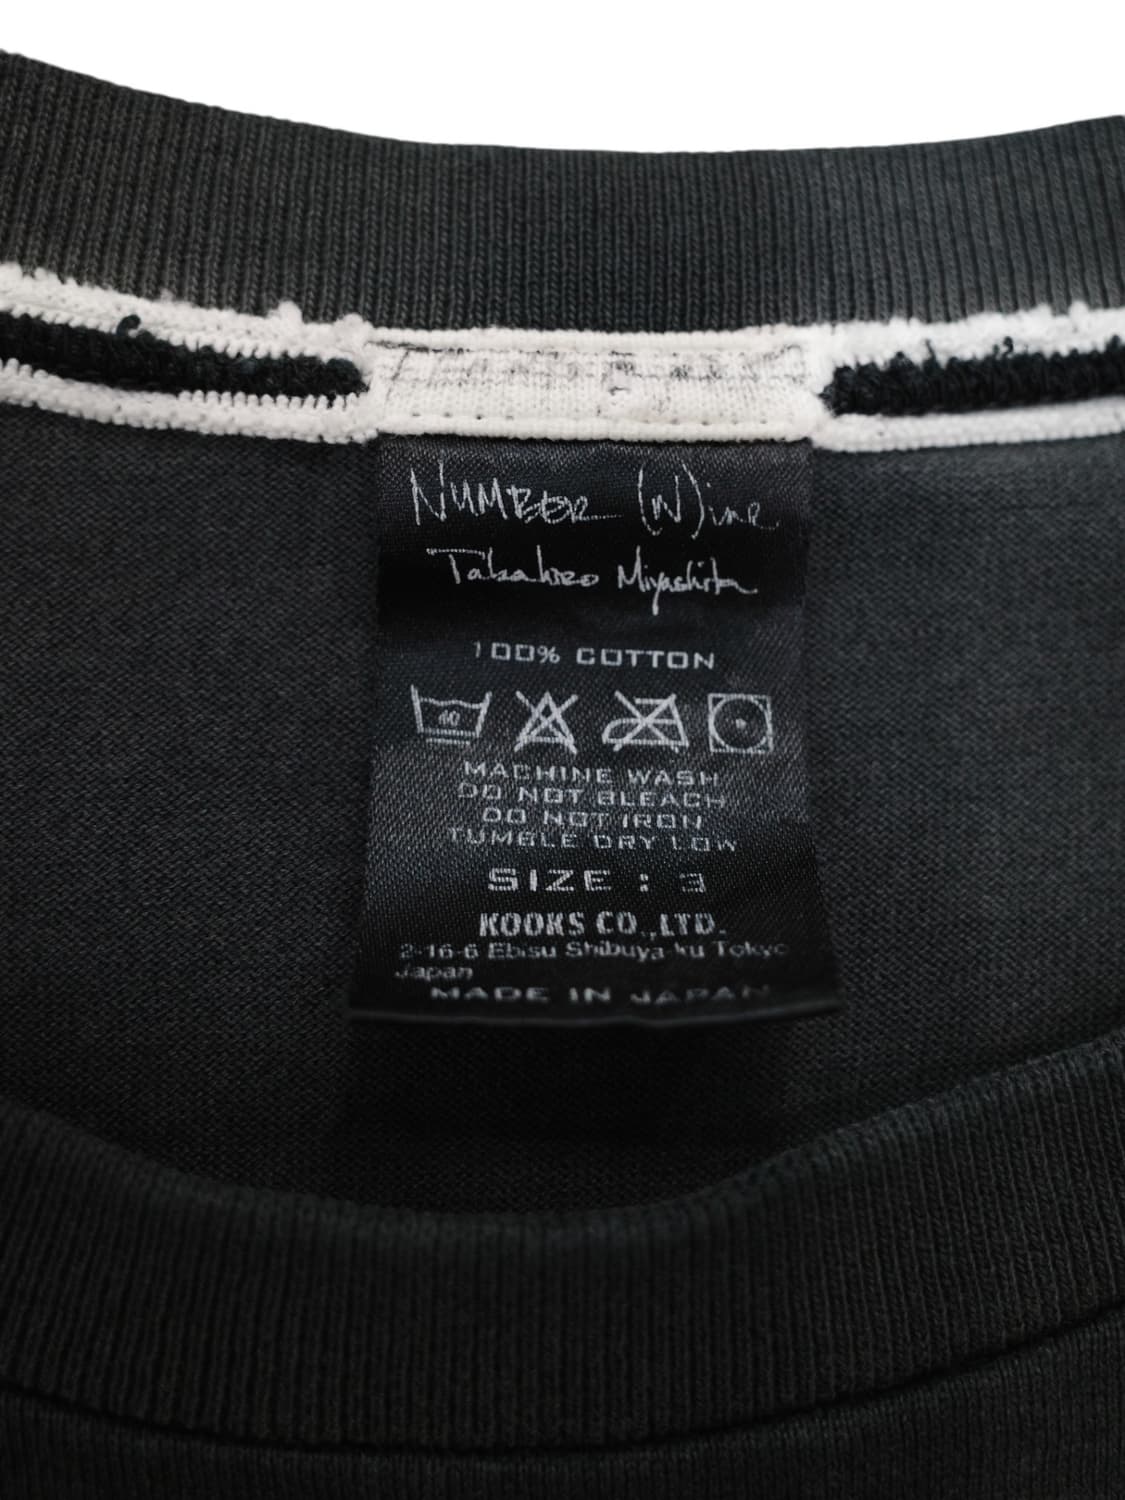 NUMBER (N)ine
Takahiro Miyashita
100% COTTON
40
MACHINE WASH
DO NOT BLEACH
DO NOT IRON
TUMBLE DRY LOW
SIZE : 3
KOOKS CO.,LTD.
2-16-6 Ebisu Shibuya-ku Tokyo
Japan
MADE IN JAPAN